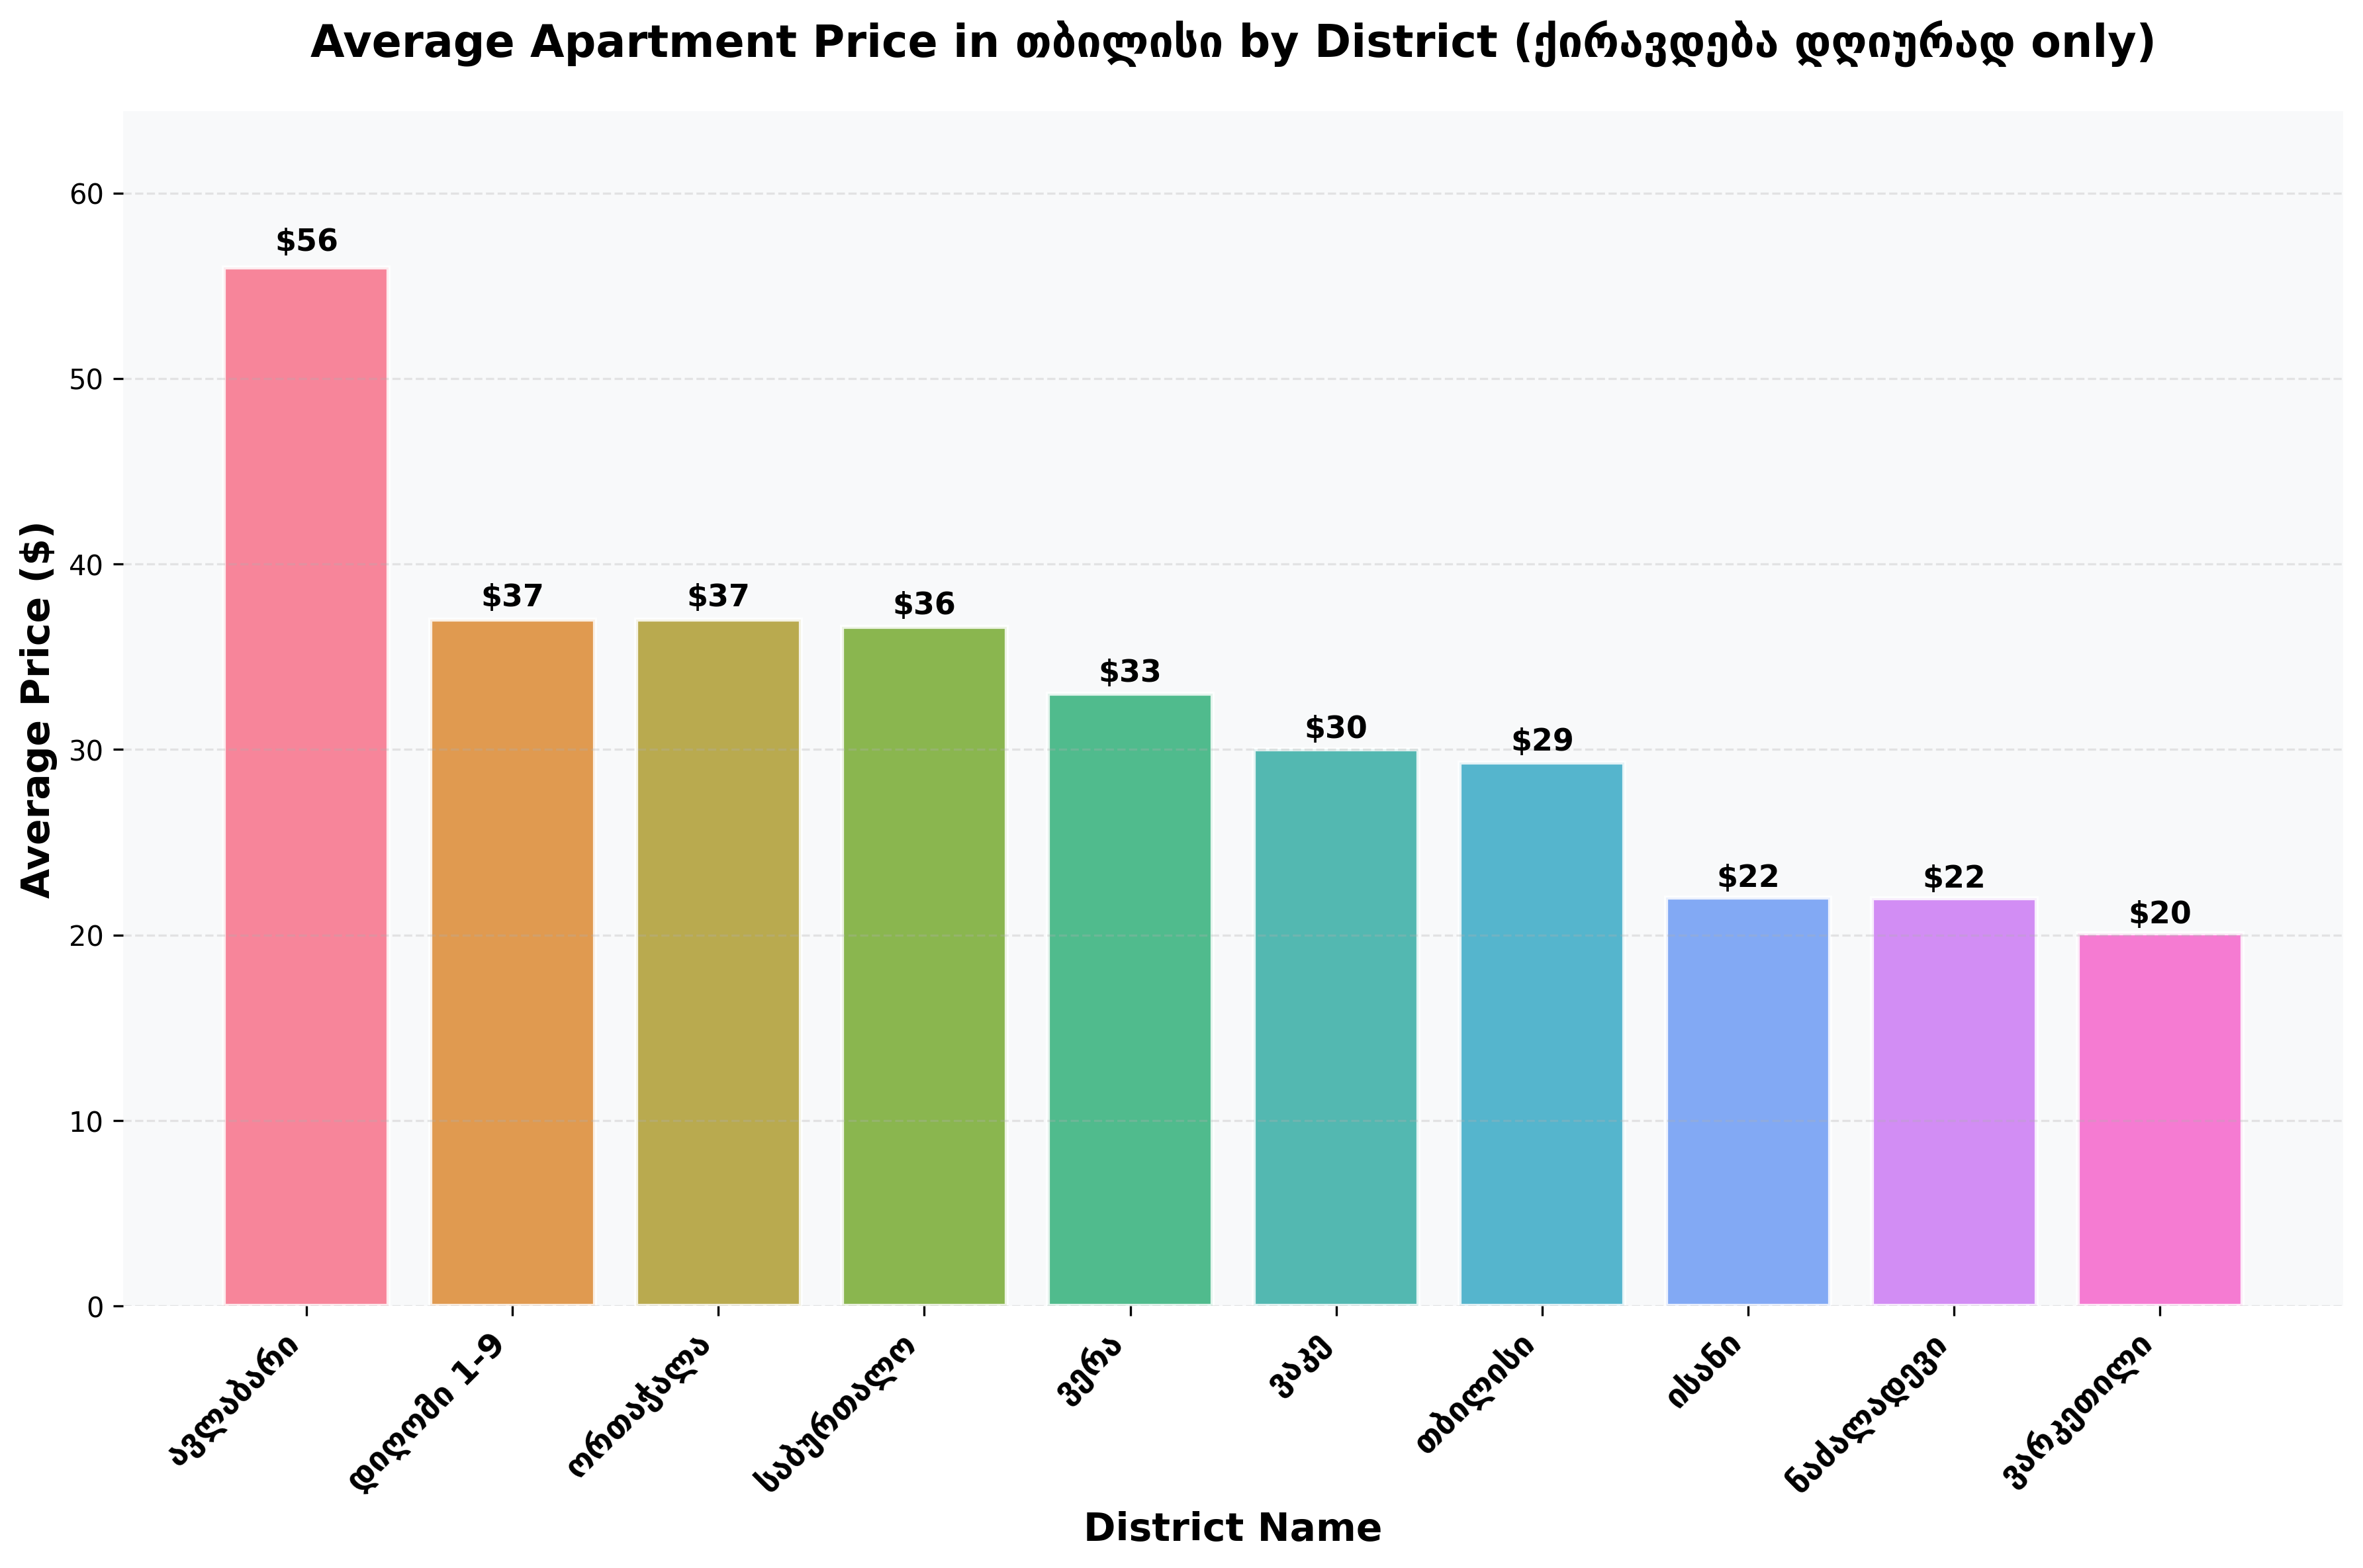 Average Apartment Price in თბილისი by District (ქირავდება დღიურად only)
Average Price ($)
60
50
40
30
20
10
0
$56
$37
$37
$36
$33
$30
$29
$22
$22
$20
ავლაბარი
დიღომი 1-9
ორთაჭალა
საბურთალო
ვერა
ვაკე
თბილისი
ისანი
ნაძალადევი
ვარკეთილი
District Name